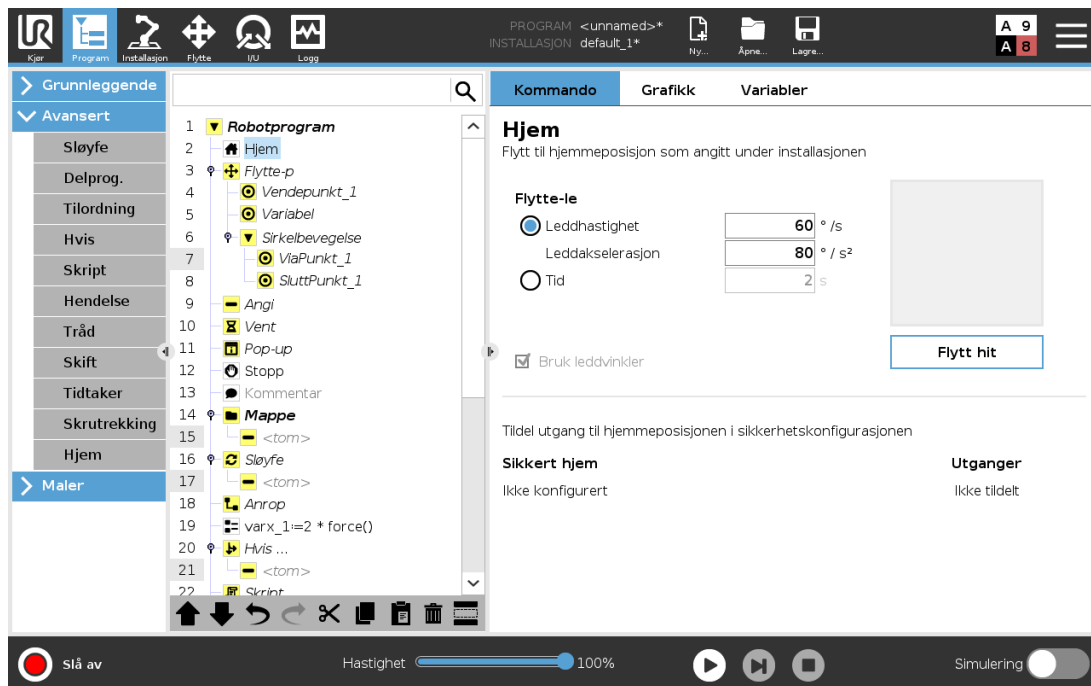 UR
PROGRAM <unnamed>*
INSTALLASJON default_1*
Kjør Program Installasjon Flytte I/U Logg
Ny... Åpne... Lagre...
A 9
A 8
Grunnleggende
Avansert
Sløyfe
Delprog.
Tilordning
Hvis
Skript
Hendelse
Tråd
Skift
Tidtaker
Skrutrekking
Hjem
Maler
1 Robotprogram
2 Hjem
3 Flytte-p
4 Vendepunkt_1
5 Variabel
6 Sirkelbevegelse
7 ViaPunkt_1
8 SluttPunkt_1
9 Angi
10 Vent
11 Pop-up
12 Stopp
13 Kommentar
14 Mappe
15 <tom>
16 Sløyfe
17 <tom>
18 Anrop
19 varx_1≔2 * force()
20 Hvis ...
21 <tom>
22 Skript
Kommando Grafikk Variabler
Hjem
Flytt til hjemmeposisjon som angitt under installasjonen
Flytte-le
Leddhastighet 60 ° /s
Leddakselerasjon 80 ° / s²
Tid 2 s
Bruk leddvinkler
Flytt hit
Tildel utgang til hjemmeposisjonen i sikkerhetskonfigurasjonen
Sikkert hjem Utganger
Ikke konfigurert Ikke tildelt
Slå av
Hastighet 100%
Simulering